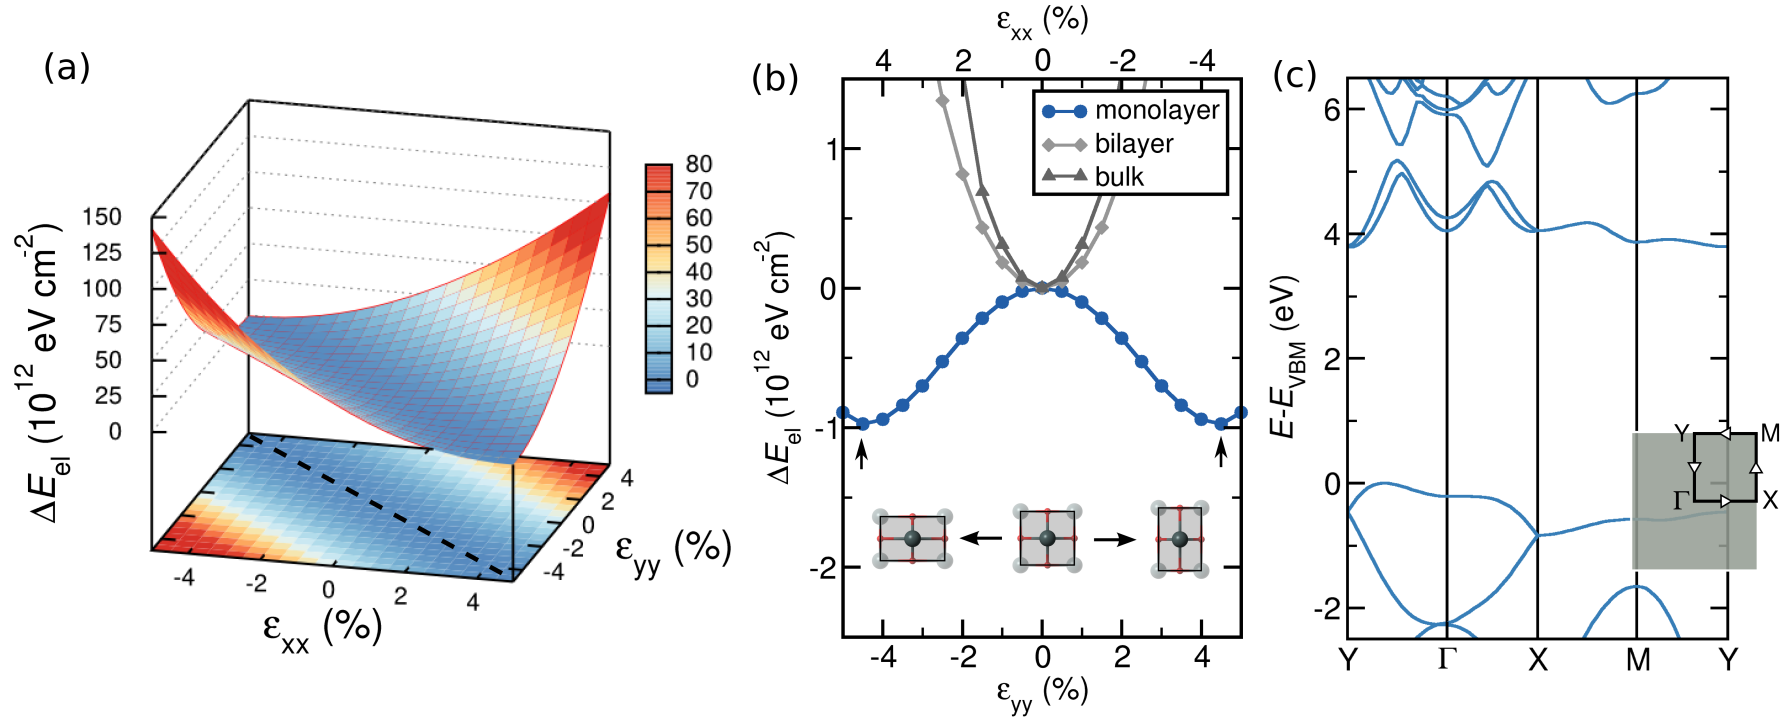 (a)
150
125
100
75
50
25
0
ΔE_el (10^12 eV cm^-2)
80
70
60
50
40
30
20
10
0
-4
-2
0
2
4
ε_xx (%)
4
2
0
-2
-4
ε_yy (%)
(b)
ε_xx (%)
4 2 0 -2 -4
monolayer
bilayer
bulk
1
0
-1
-2
ΔE_el (10^12 eV cm^-2)
-4 -2 0 2 4
ε_yy (%)
(c)
6
4
2
0
-2
E-E_VBM (eV)
Y M
Γ X
Y Γ X M Y